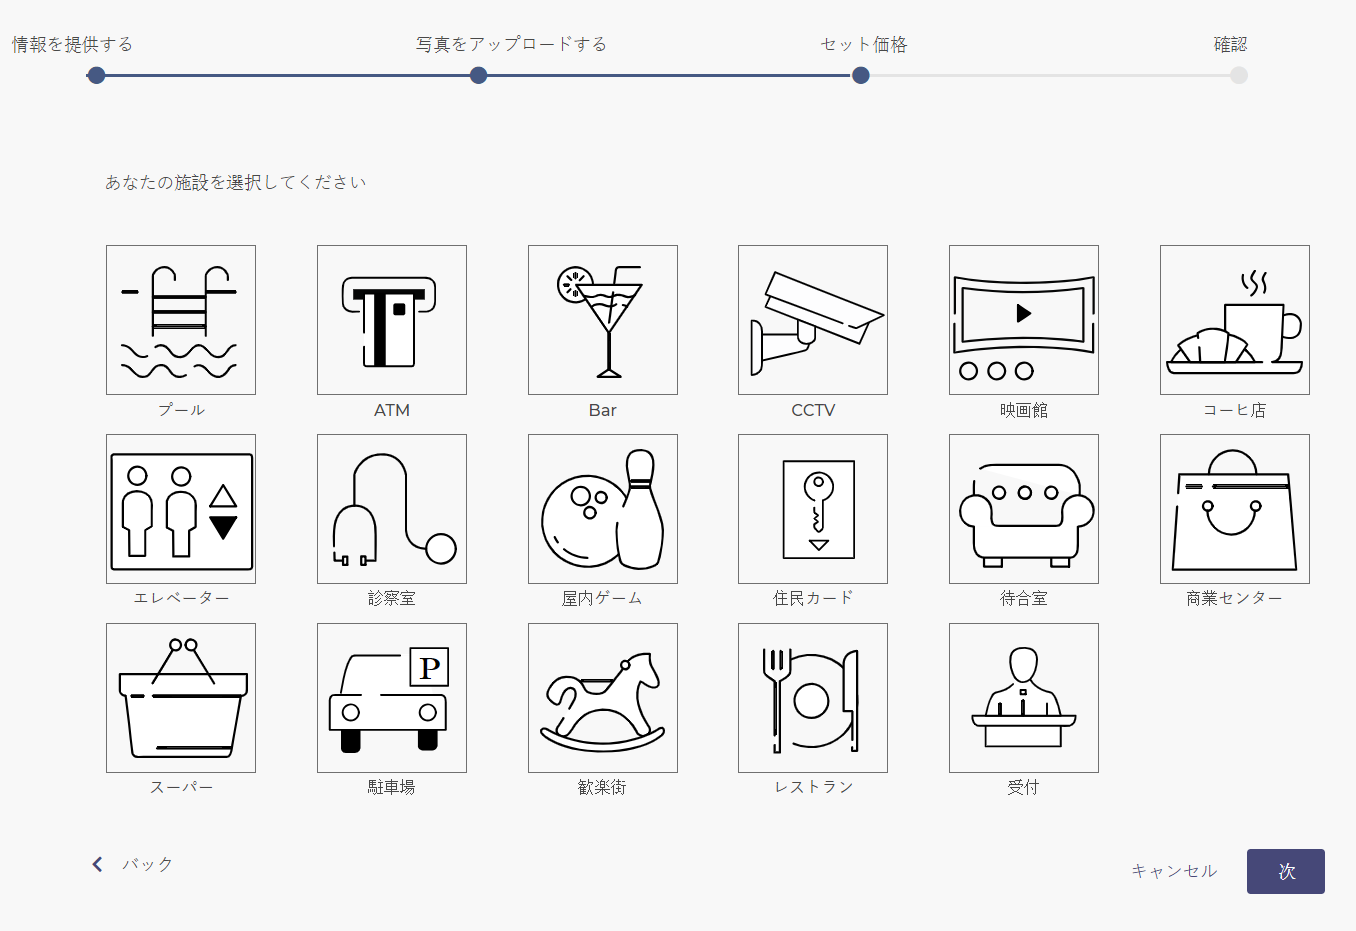 情報を提供する 写真をアップロードする セット価格 確認
あなたの施設を選択してください
プール ATM Bar CCTV 映画館 コーヒ店
エレベーター 診察室 屋内ゲーム 住民カード 待合室 商業センター
P
スーパー 駐車場 歓楽街 レストラン 受付
バック キャンセル 次